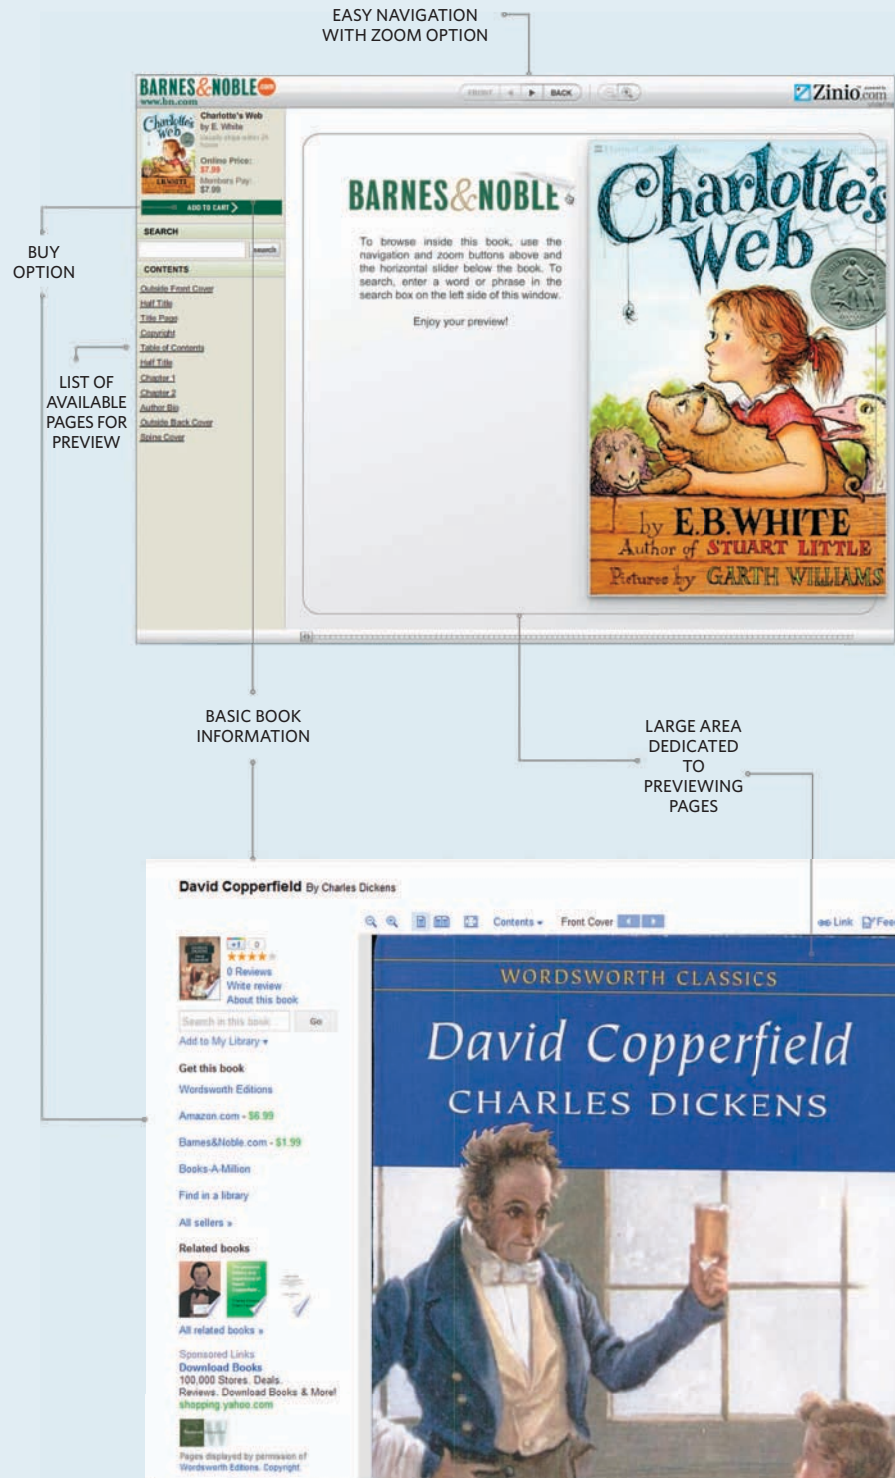 EASY NAVIGATION
WITH ZOOM OPTION
BARNES&NOBLE.com
www.bn.com
FRONT
BACK
Zinio.com
Charlotte's Web
by E. White
usually ships within 24
hours
Online Price:
$7.99
Members Pay:
$7.99
ADD TO CART
SEARCH
search
CONTENTS
Outside Front Cover
Half Title
Title Page
Copyright
Table of Contents
Half Title
Chapter 1
Chapter 2
Author Bio
Outside Back Cover
Spine Cover
BARNES&NOBLE
To browse inside this book, use the
navigation and zoom buttons above and
the horizontal slider below the book. To
search, enter a word or phrase in the
search box on the left side of this window.
Enjoy your preview!
Charlotte's
Web
by E.B.WHITE
Author of STUART LITTLE
Pictures by GARTH WILLIAMS
BUY
OPTION
LIST OF
AVAILABLE
PAGES FOR
PREVIEW
BASIC BOOK
INFORMATION
LARGE AREA
DEDICATED
TO
PREVIEWING
PAGES
David Copperfield By Charles Dickens
Contents
Front Cover
Link
Fee
+1 0
0 Reviews
Write review
About this book
Search in this book
Go
Add to My Library
Get this book
Wordsworth Editions
Amazon.com - $6.99
Barnes&Noble.com - $1.99
Books-A-Million
Find in a library
All sellers »
Related books
All related books »
Sponsored Links
Download Books
100,000 Stores. Deals.
Reviews. Download Books & More!
shopping.yahoo.com
Pages displayed by permission of
Wordsworth Editions. Copyright.
WORDSWORTH CLASSICS
David Copperfield
CHARLES DICKENS